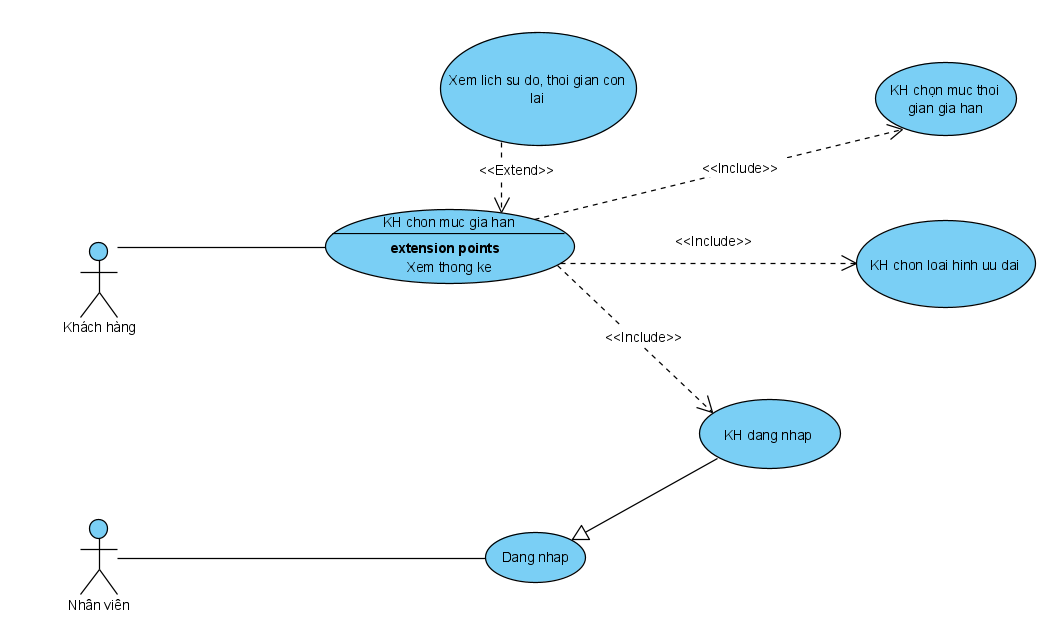 Xem lich su do, thoi gian con
lai
KH chọn muc thoi
gian gia han
<<Extend>>
<<Include>>
KH chon muc gia han
extension points
Xem thong ke
<<Include>>
KH chon loai hinh uu dai
Khách hàng
<<Include>>
KH dang nhap
Dang nhap
Nhân viên